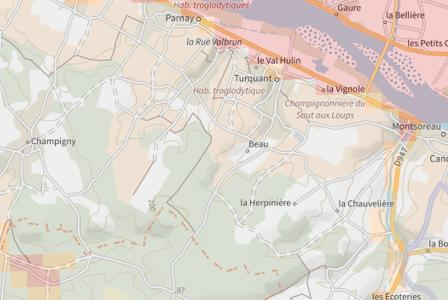 Hab. troglodytiques
Parnay
Gaure
la Bellière
la Rue Valbrun
les Petits
le Val Hulin
Turquant
Hab. troglodytique
la Vignole
Champignonnière du
Saut aux Loups
Montsoreau
Champigny
Beau
D947
la Herpinière
la Chauvelière
100
97
les Ecoteries